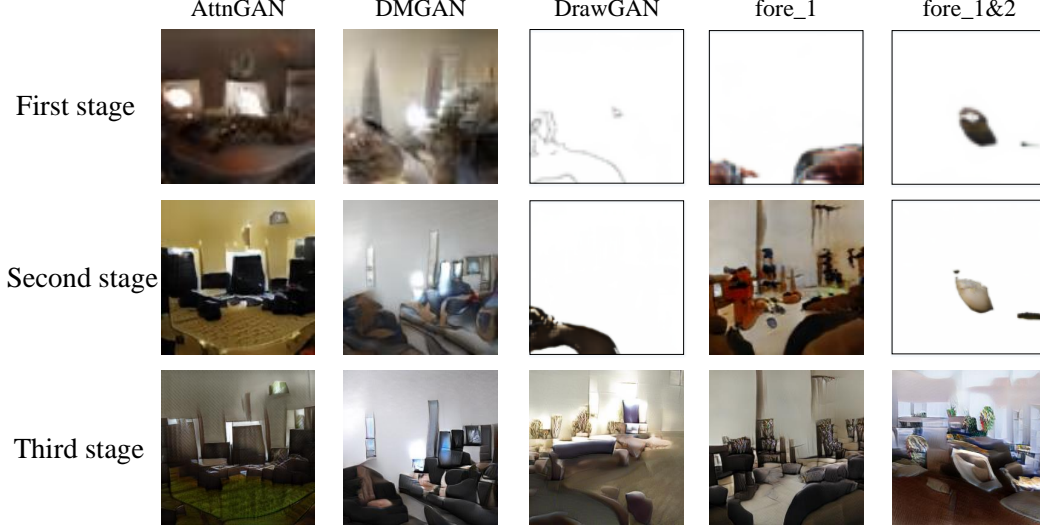 AttnGAN DMGAN DrawGAN fore_1 fore_1&2
First stage
Second stage
Third stage